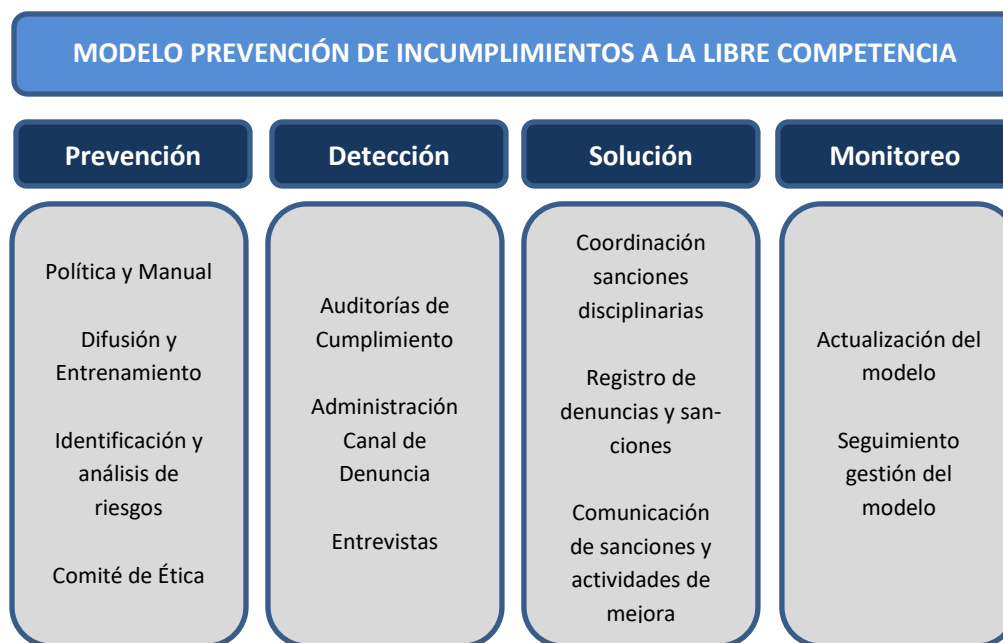 MODELO PREVENCIÓN DE INCUMPLIMIENTOS A LA LIBRE COMPETENCIA
Prevención
Política y Manual
Difusión y
Entrenamiento
Identificación y
análisis de
riesgos
Comité de Ética
Detección
Auditorías de
Cumplimiento
Administración
Canal de
Denuncia
Entrevistas
Solución
Coordinación
sanciones
disciplinarias
Registro de
denuncias y san-
ciones
Comunicación
de sanciones y
actividades de
mejora
Monitoreo
Actualización del
modelo
Seguimiento
gestión del
modelo